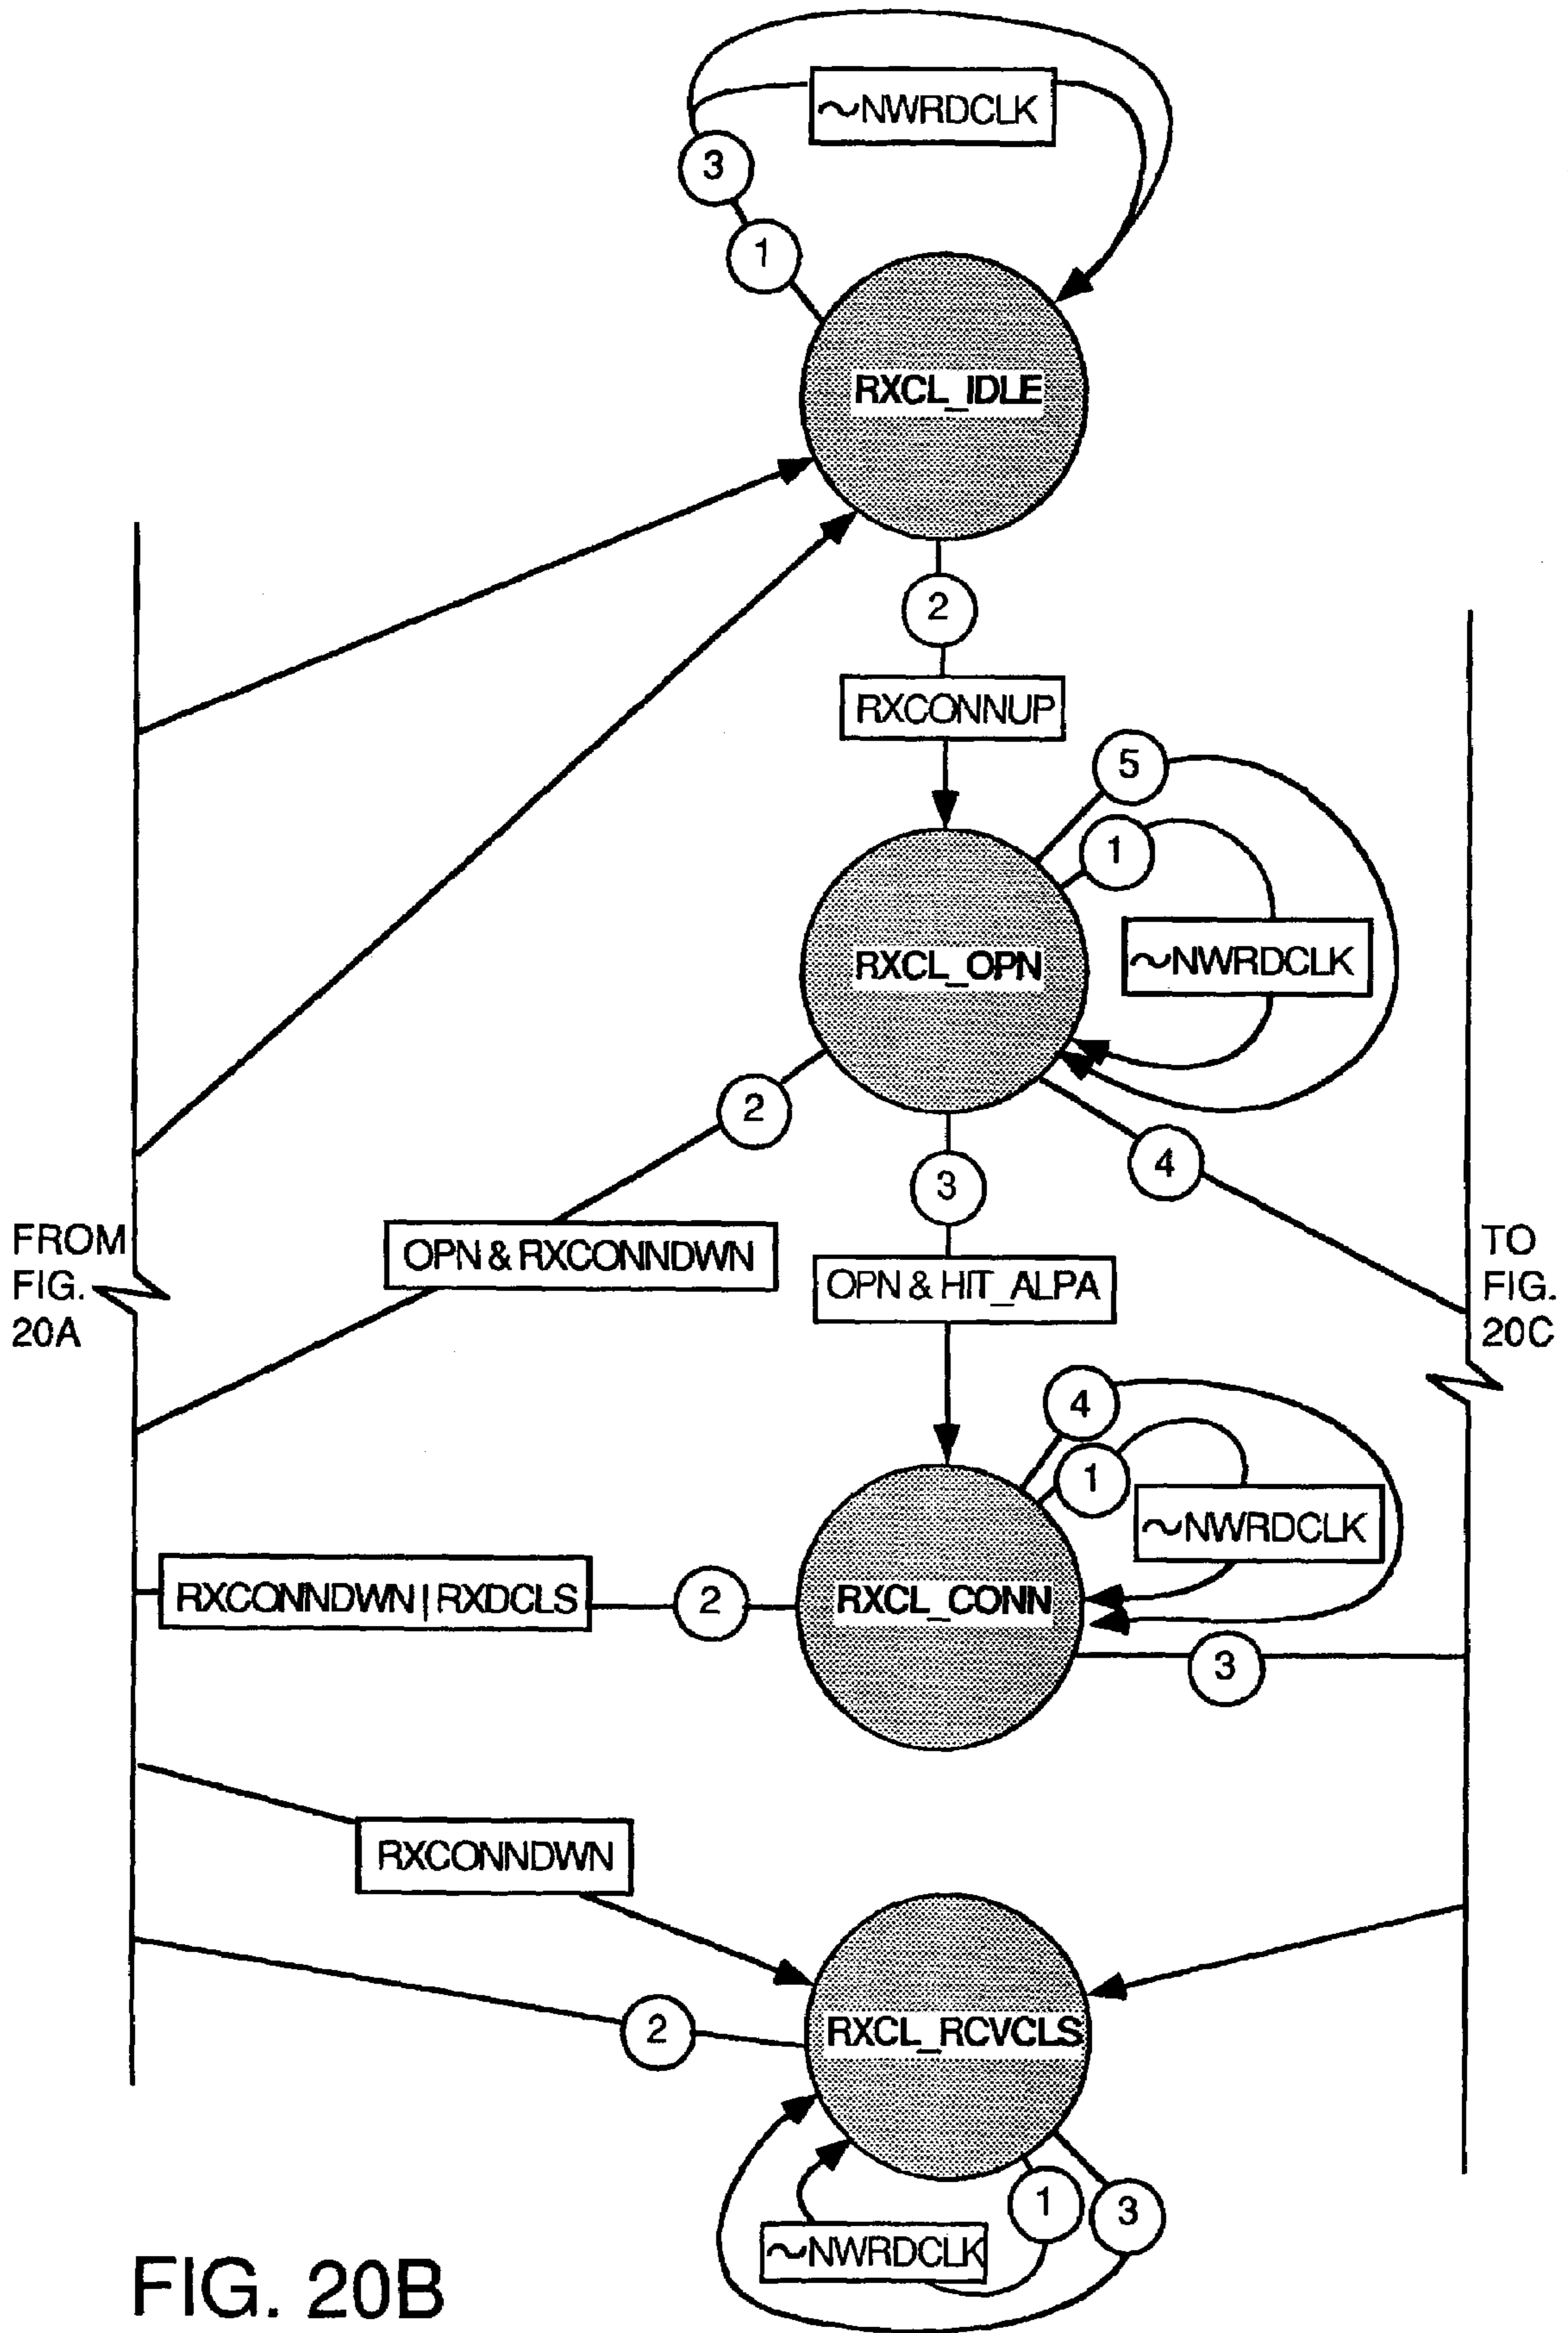 ~NWRDCLK
3
1
RXCL_IDLE
2
RXCONNUP
5
1
RXCL_OPN
~NWRDCLK
2
4
3
FROM
FIG.
20A
OPN & RXCONNDWN
OPN & HIT_ALPA
TO
FIG.
20C
4
1
~NWRDCLK
RXCONNDWN | RXDCLS
2
RXCL_CONN
3
RXCONNDWN
2
RXCL_RCVCLS
1
3
~NWRDCLK
FIG. 20B